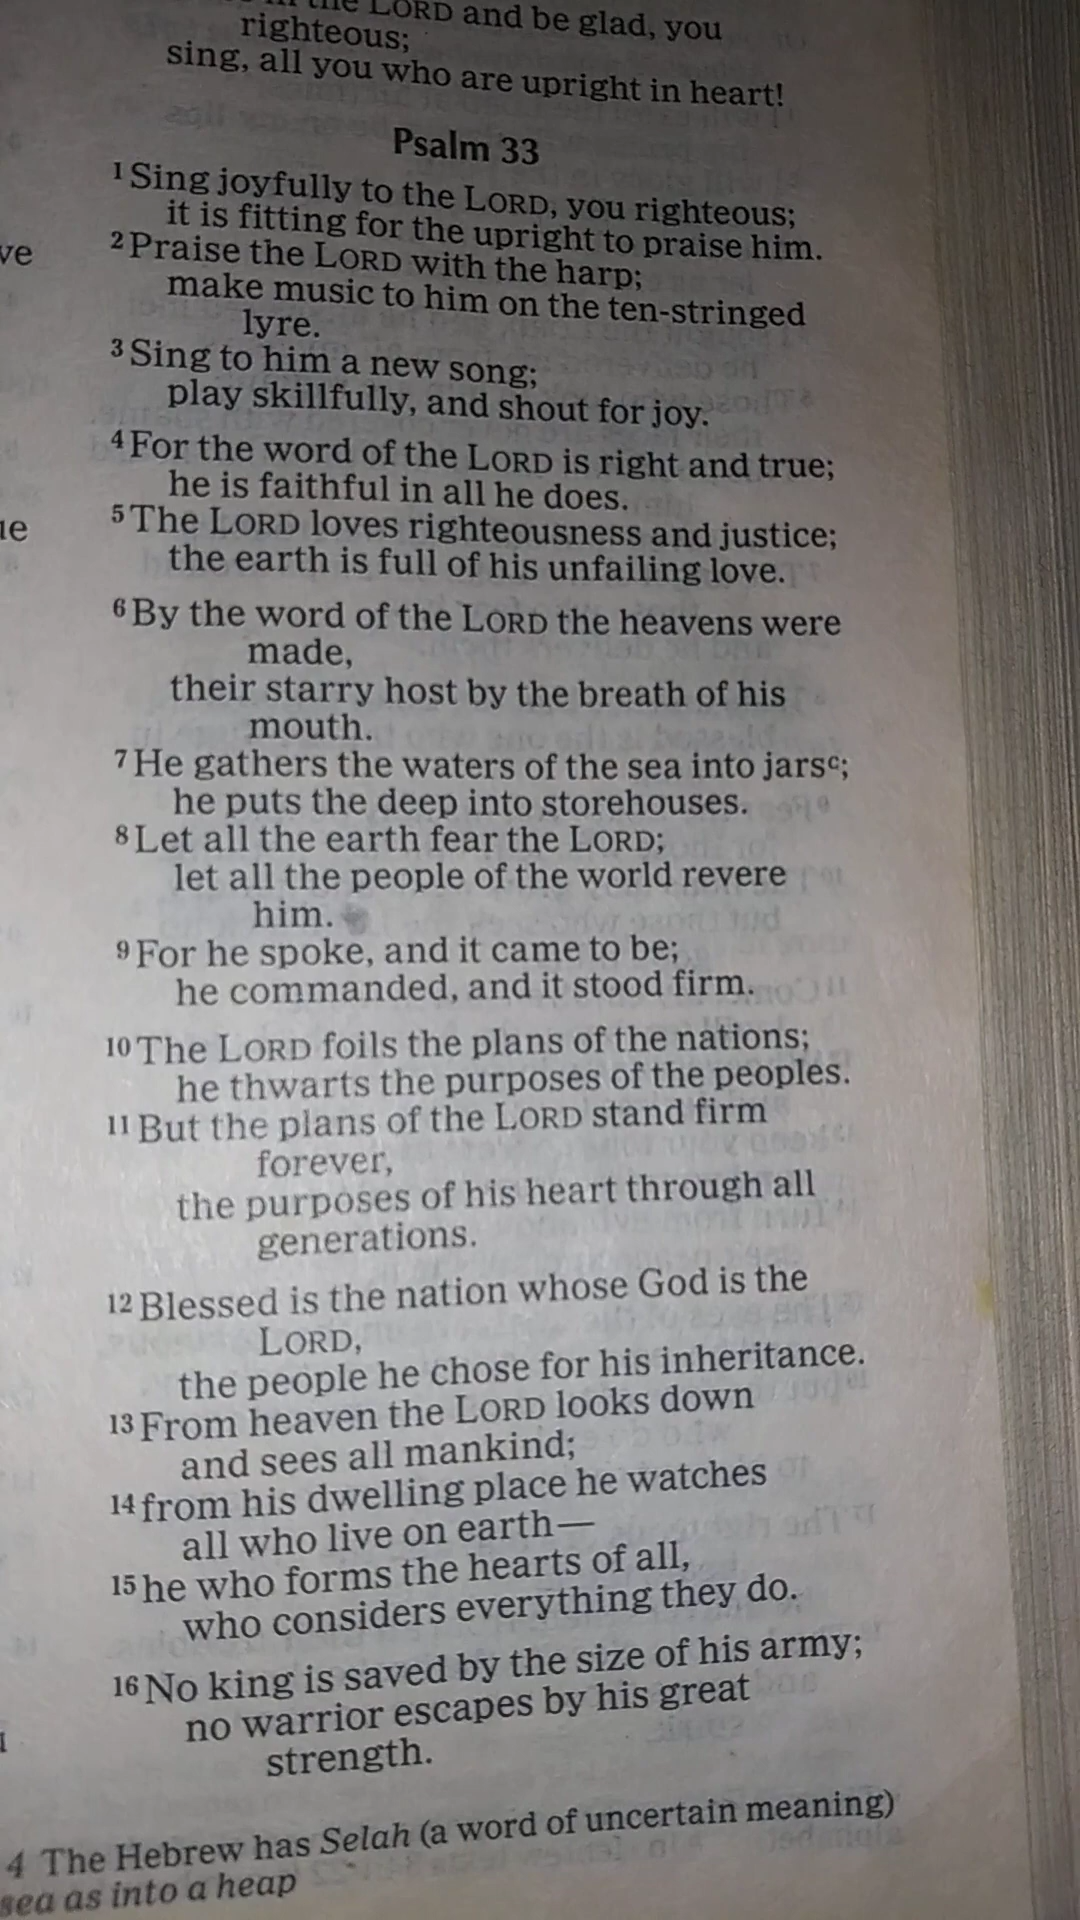 the LORD and be glad, you
righteous;
sing, all you who are upright in heart!
Psalm 33
1 Sing joyfully to the LORD, you righteous;
it is fitting for the upright to praise him.
2 Praise the LORD with the harp;
make music to him on the ten-stringed
lyre.
3 Sing to him a new song;
play skillfully, and shout for joy.
4 For the word of the LORD is right and true;
he is faithful in all he does.
5 The LORD loves righteousness and justice;
the earth is full of his unfailing love.
6 By the word of the LORD the heavens were
made,
their starry host by the breath of his
mouth.
7 He gathers the waters of the sea into jarsᶜ;
he puts the deep into storehouses.
8 Let all the earth fear the LORD;
let all the people of the world revere
him.
9 For he spoke, and it came to be;
he commanded, and it stood firm.
10 The LORD foils the plans of the nations;
he thwarts the purposes of the peoples.
11 But the plans of the LORD stand firm
forever,
the purposes of his heart through all
generations.
12 Blessed is the nation whose God is the
LORD,
the people he chose for his inheritance.
13 From heaven the LORD looks down
and sees all mankind;
14 from his dwelling place he watches
all who live on earth—
15 he who forms the hearts of all,
who considers everything they do.
16 No king is saved by the size of his army;
no warrior escapes by his great
strength.
4 The Hebrew has Selah (a word of uncertain meaning)
sea as into a heap